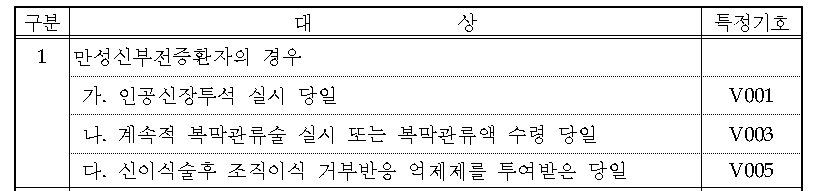 구분 대 상 특정기호
1 만성신부전증환자의 경우
가. 인공신장투석 실시 당일 V001
나. 계속적 복막관류술 실시 또는 복막관류액 수령 당일 V003
다. 신이식술후 조직이식 거부반응 억제제를 투여받은 당일 V005